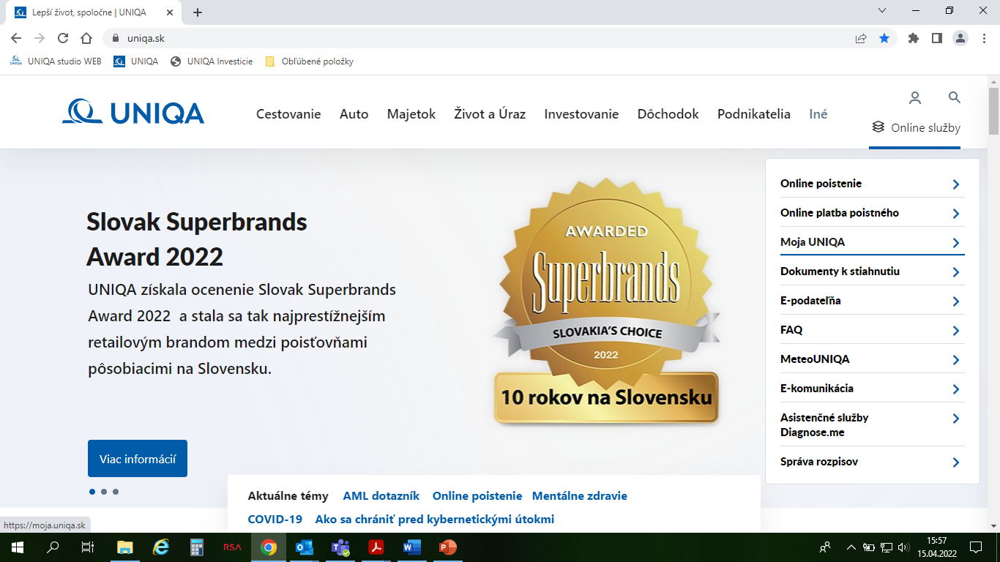 Lepší život, spoločne | UNIQA
uniqa.sk
UNIQA studio WEB
UNIQA
UNIQA Investicie
Obľúbené položky
UNIQA
Cestovanie
Auto
Majetok
Život a Úraz
Investovanie
Dôchodok
Podnikatelia
Iné
Online služby
Slovak Superbrands
Award 2022
UNIQA získala ocenenie Slovak Superbrands
Award 2022 a stala sa tak najprestížnejším
retailovým brandom medzi poisťovňami
pôsobiacimi na Slovensku.
Viac informácií
AWARDED
Superbrands
SLOVAKIA'S CHOICE
2022
10 rokov na Slovensku
Online poistenie
Online platba poistného
Moja UNIQA
Dokumenty k stiahnutiu
E-podateľňa
FAQ
MeteoUNIQA
E-komunikácia
Asistenčné služby
Diagnose.me
Správa rozpisov
Aktuálne témy AML dotazník Online poistenie Mentálne zdravie
COVID-19 Ako sa chrániť pred kybernetickými útokmi
https://moja.uniqa.sk
RSA
15:57
15.04.2022